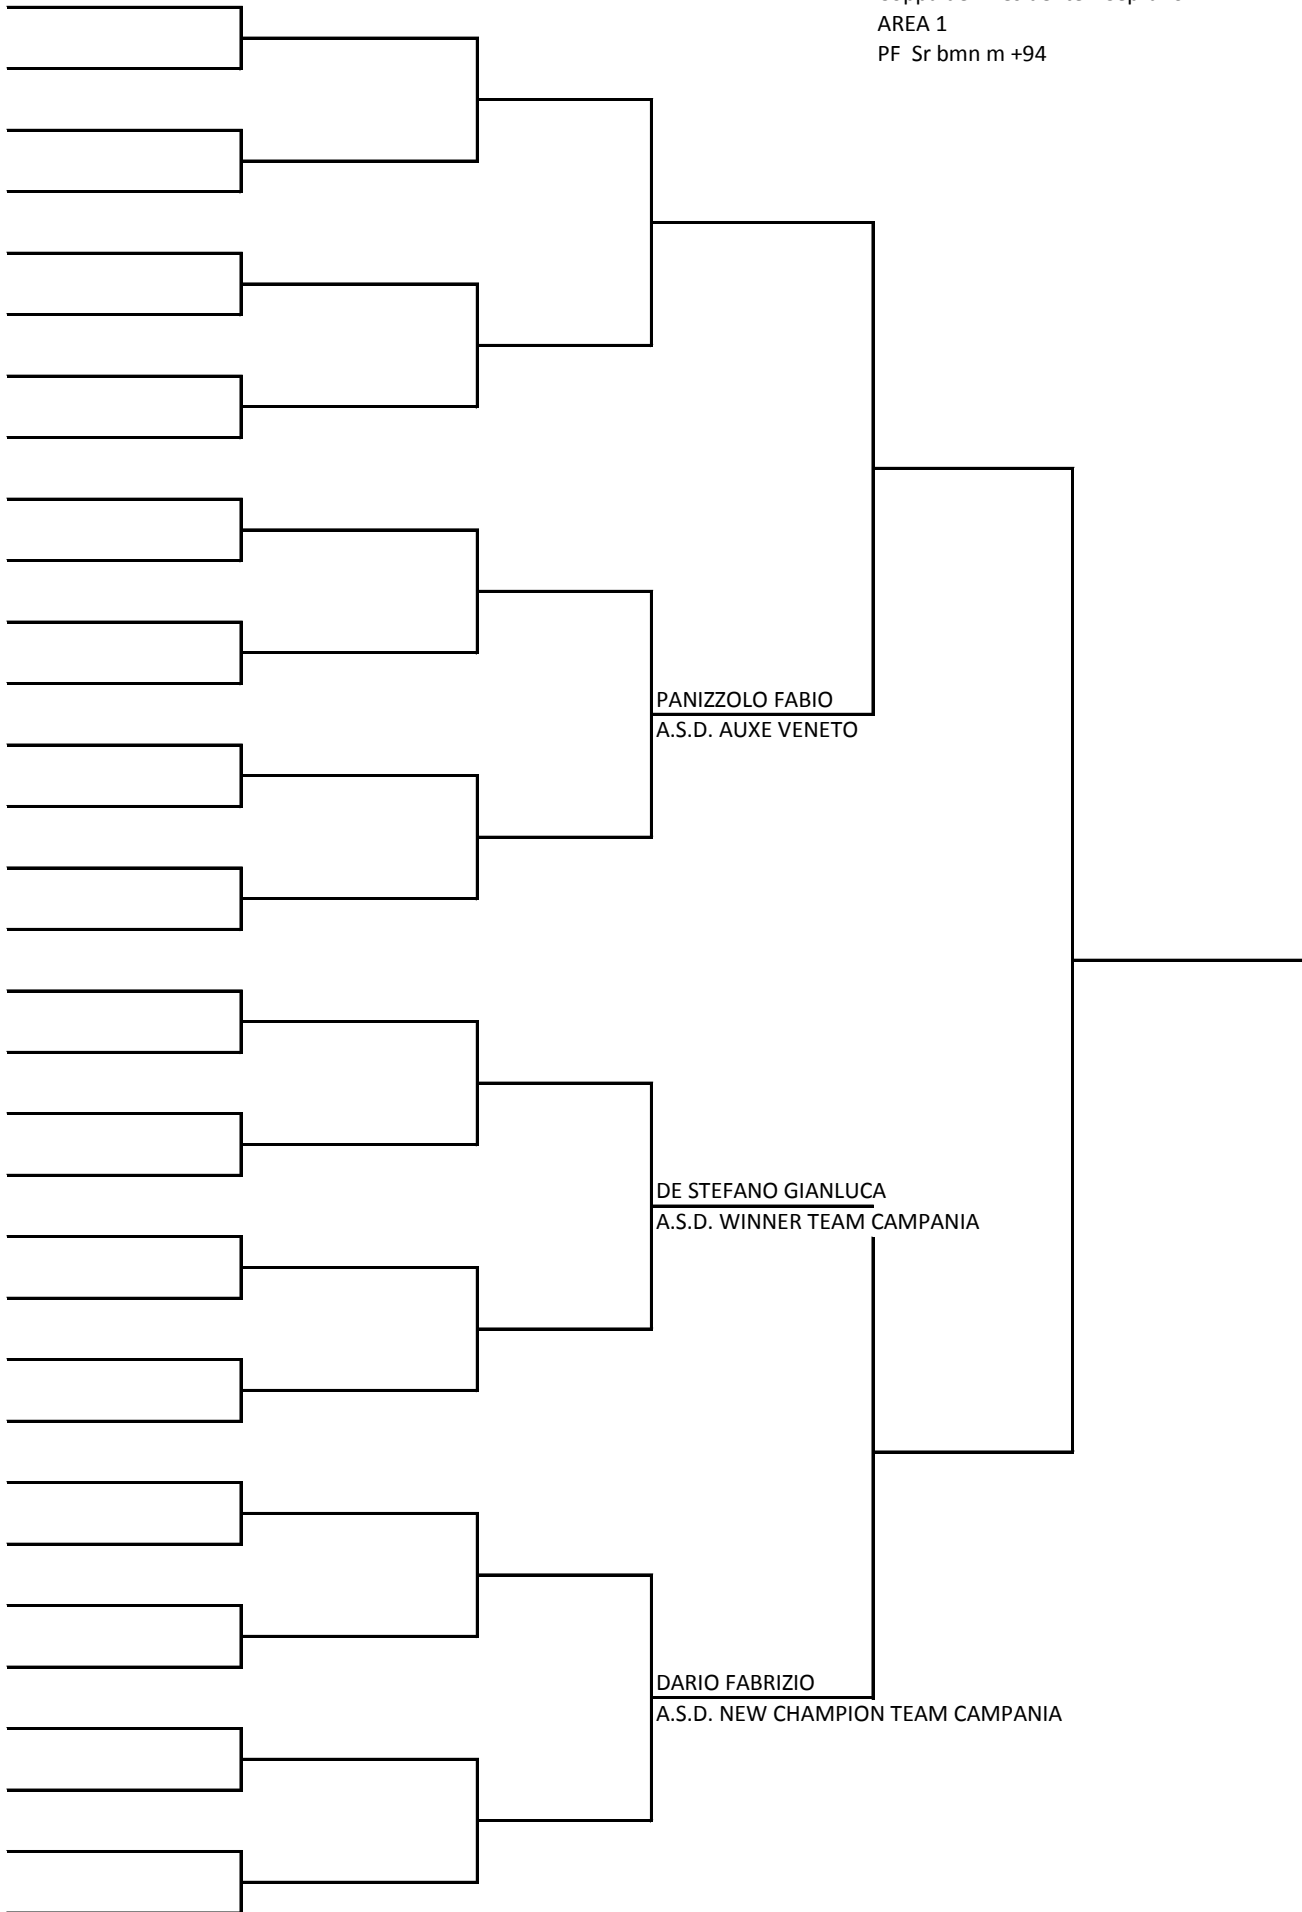 AREA 1
PF Sr bmn m +94
PANIZZOLO FABIO
A.S.D. AUXE VENETO
DE STEFANO GIANLUCA
A.S.D. WINNER TEAM CAMPANIA
DARIO FABRIZIO
A.S.D. NEW CHAMPION TEAM CAMPANIA